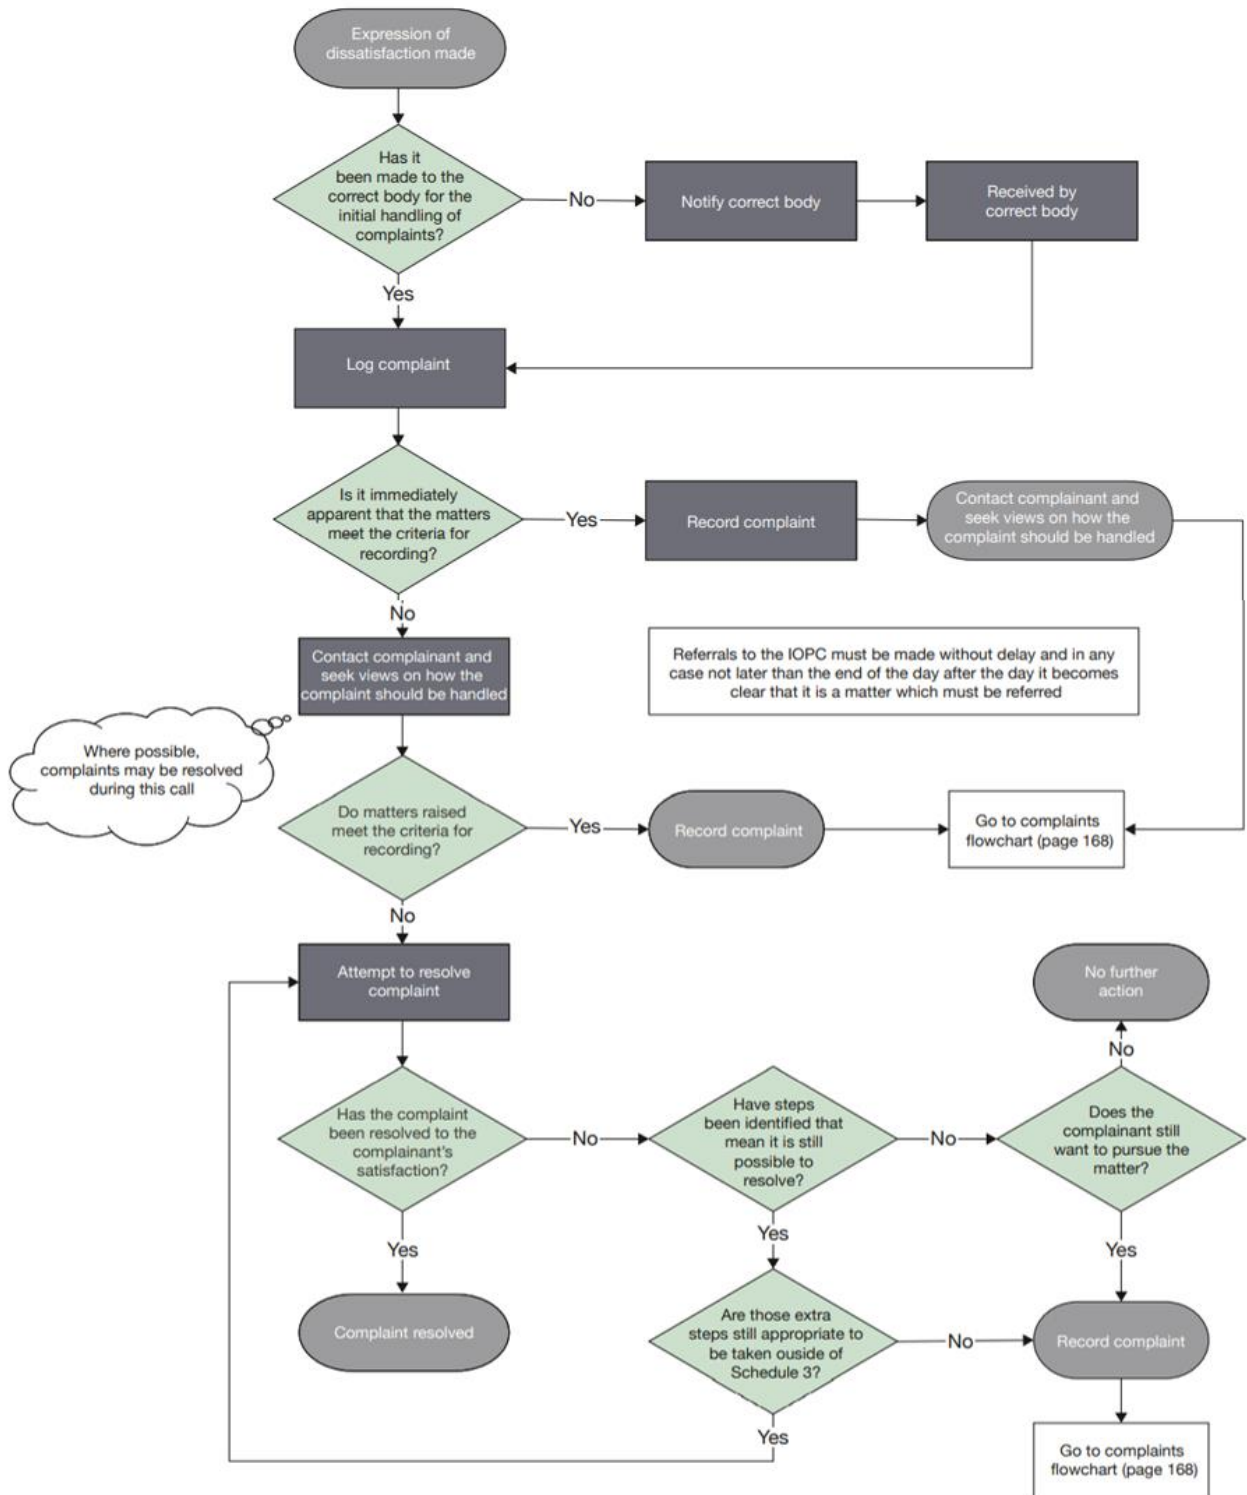 Expression of
dissatisfaction made
Has it
been made to the
correct body for the
initial handling of
complaints?
No
Notify correct body
Received by
correct body
Yes
Log complaint
Is it immediately
apparent that the matters
meet the criteria for
recording?
Yes
Record complaint
Contact complainant and
seek views on how the
complaint should be handled
No
Contact complainant and
seek views on how the
complaint should be handled
Referrals to the IOPC must be made without delay and in any
case not later than the end of the day after the day it becomes
clear that it is a matter which must be referred
Where possible,
complaints may be resolved
during this call
Do matters raised
meet the criteria for
recording?
Yes
Record complaint
Go to complaints
flowchart (page 168)
No
Attempt to resolve
complaint
No further
action
No
Has the complaint
been resolved to the
complainant's
satisfaction?
No
Have steps
been identified that
mean it is still
possible to
resolve?
No
Does the
complainant still
want to pursue the
matter?
Yes
Yes
Yes
Complaint resolved
Are those extra
steps still appropriate to
be taken ouside of
Schedule 3?
No
Record complaint
Yes
Go to complaints
flowchart (page 168)